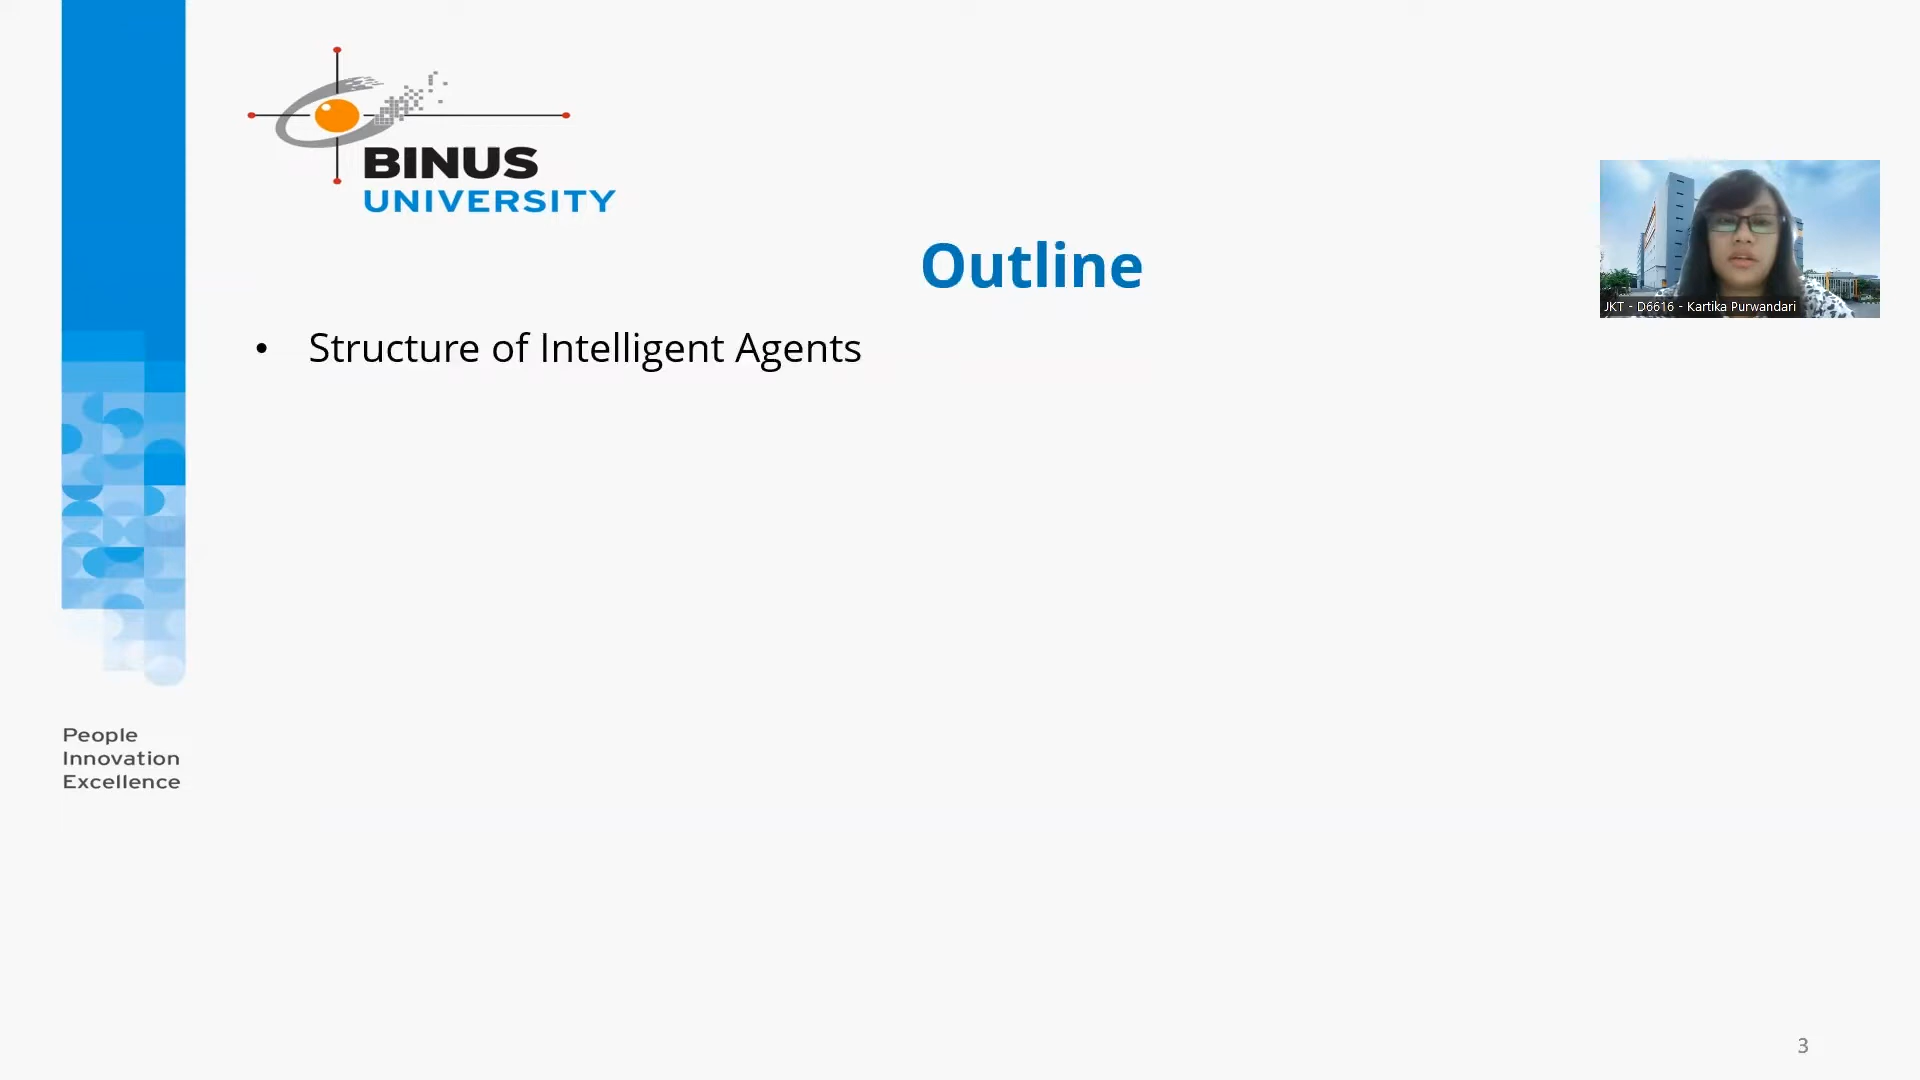 BINUS
UNIVERSITY
Outline
JKT - D6616 - Kartika Purwandari
• Structure of Intelligent Agents
People
Innovation
Excellence
3